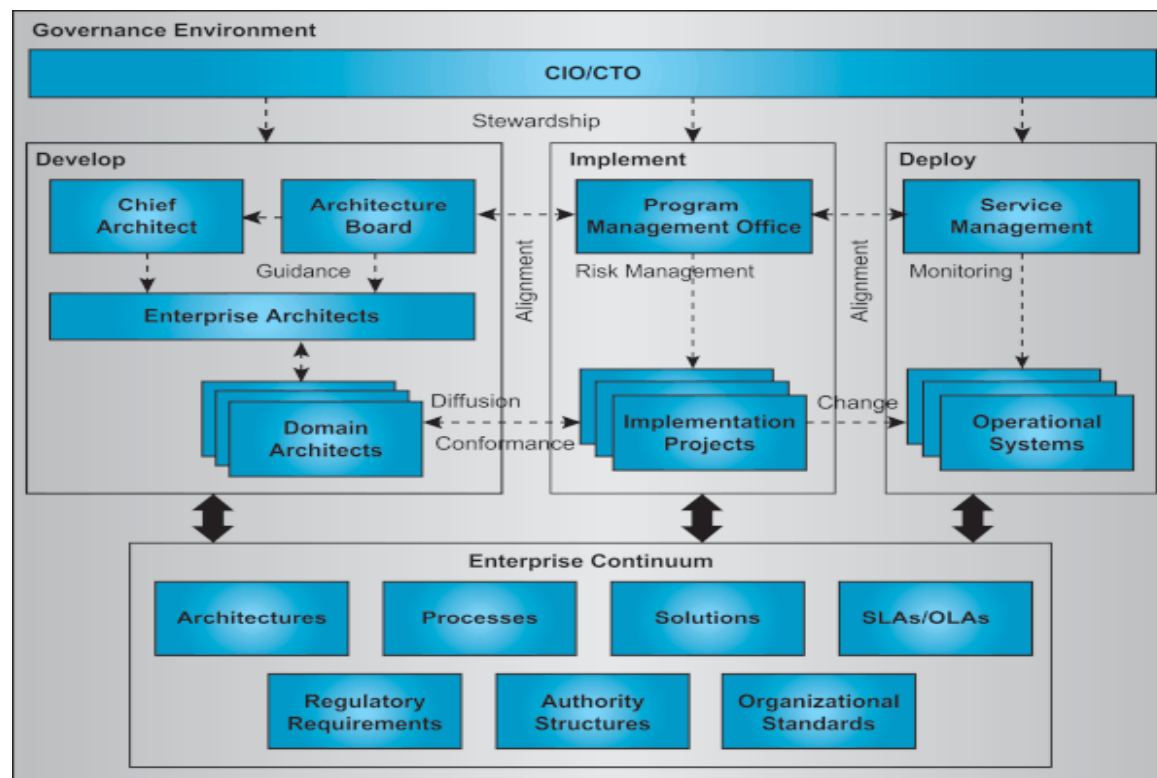 Governance Environment
CIO/CTO
Stewardship
Develop
Implement
Deploy
Chief
Architect
Architecture
Board
Program
Management Office
Service
Management
Guidance
Alignment
Risk Management
Alignment
Monitoring
Enterprise Architects
Domain
Architects
Diffusion
Conformance
Implementation
Projects
Change
Operational
Systems
Enterprise Continuum
Architectures
Processes
Solutions
SLAs/OLAs
Regulatory
Requirements
Authority
Structures
Organizational
Standards